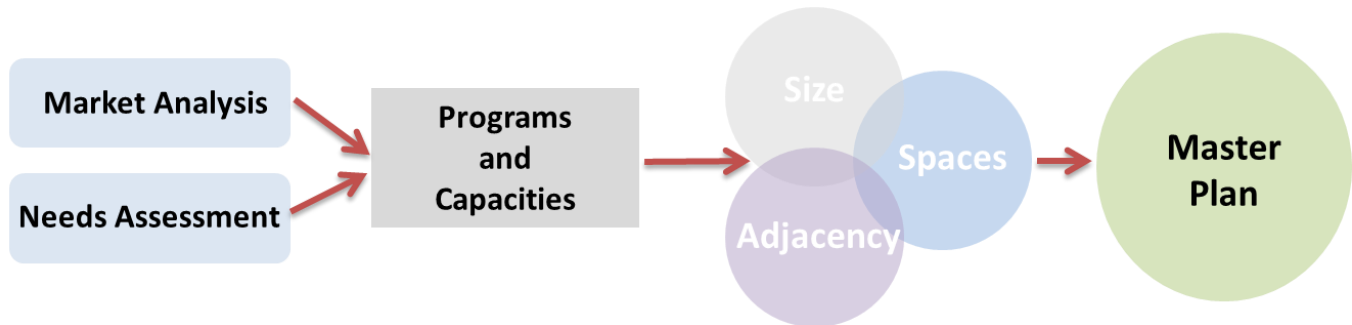 Market Analysis
Needs Assessment
Programs
and
Capacities
Size
Spaces
Adjacency
Master
Plan